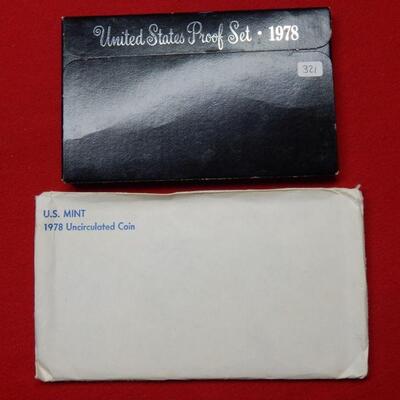 United States Proof Set • 1978
321
U.S. MINT
1978 Uncirculated Coin